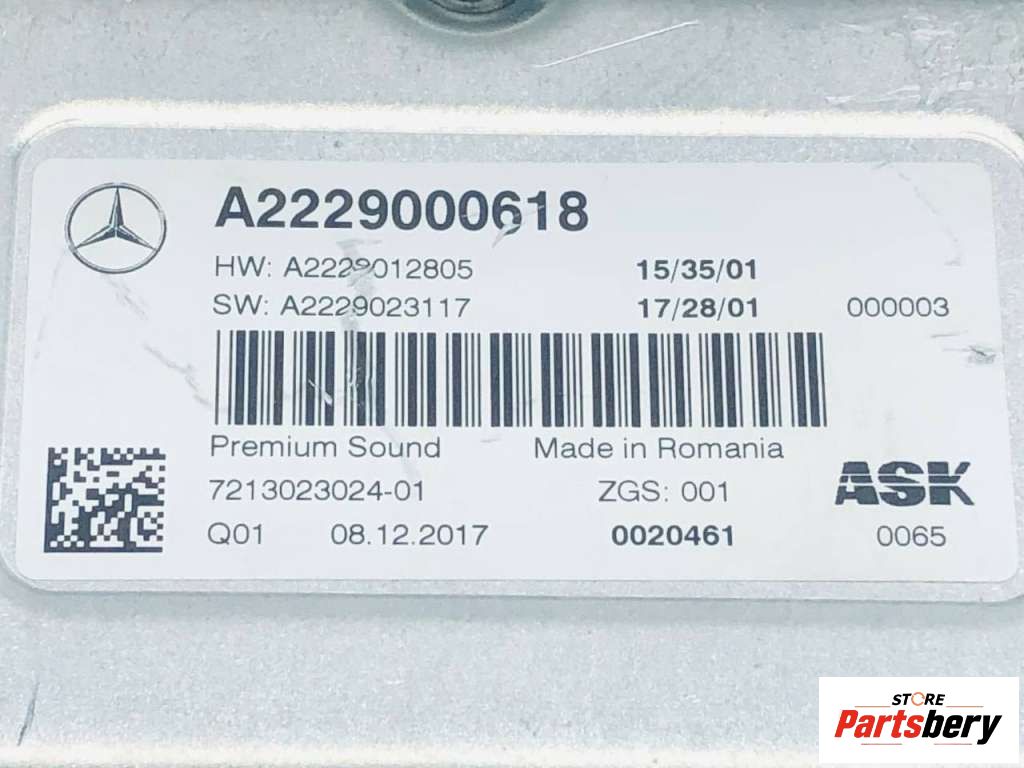 A2229000618
HW: A2229012805 15/35/01
SW: A2229023117 17/28/01 000003
Premium Sound Made in Romania
7213023024-01 ZGS: 001 ASK
Q01 08.12.2017 0020461 0065
STORE
Partsbery